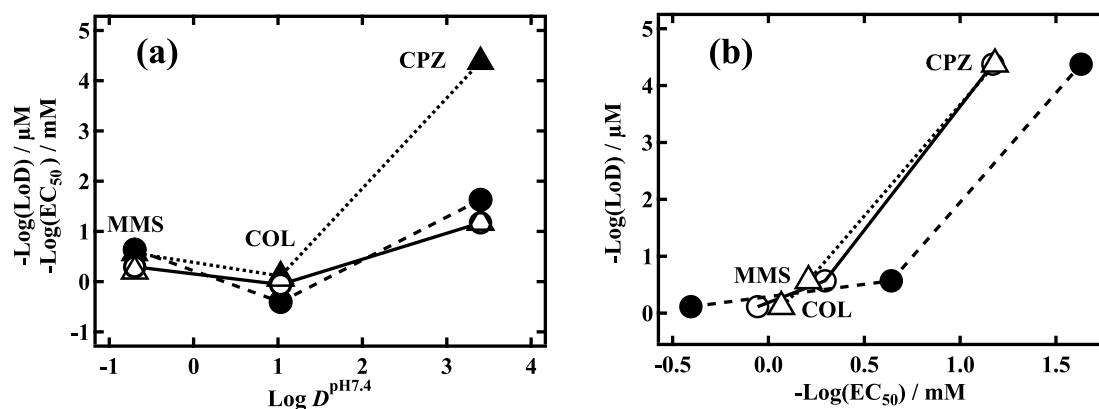 (a)
CPZ
MMS
COL
-Log(LoD) / μM
-Log(EC50) / mM
5
4
3
2
1
0
-1
-1 0 1 2 3 4
Log D^pH7.4
(b)
CPZ
MMS
COL
-Log(LoD) / μM
5
4
3
2
1
0
-0.5 0.0 0.5 1.0 1.5
-Log(EC50) / mM